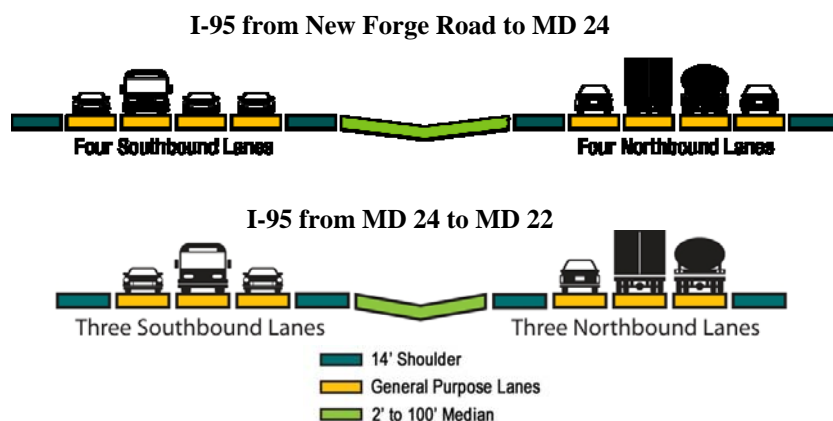 I-95 from New Forge Road to MD 24
Four Southbound Lanes
Four Northbound Lanes
I-95 from MD 24 to MD 22
Three Southbound Lanes
Three Northbound Lanes
14' Shoulder
General Purpose Lanes
2' to 100' Median